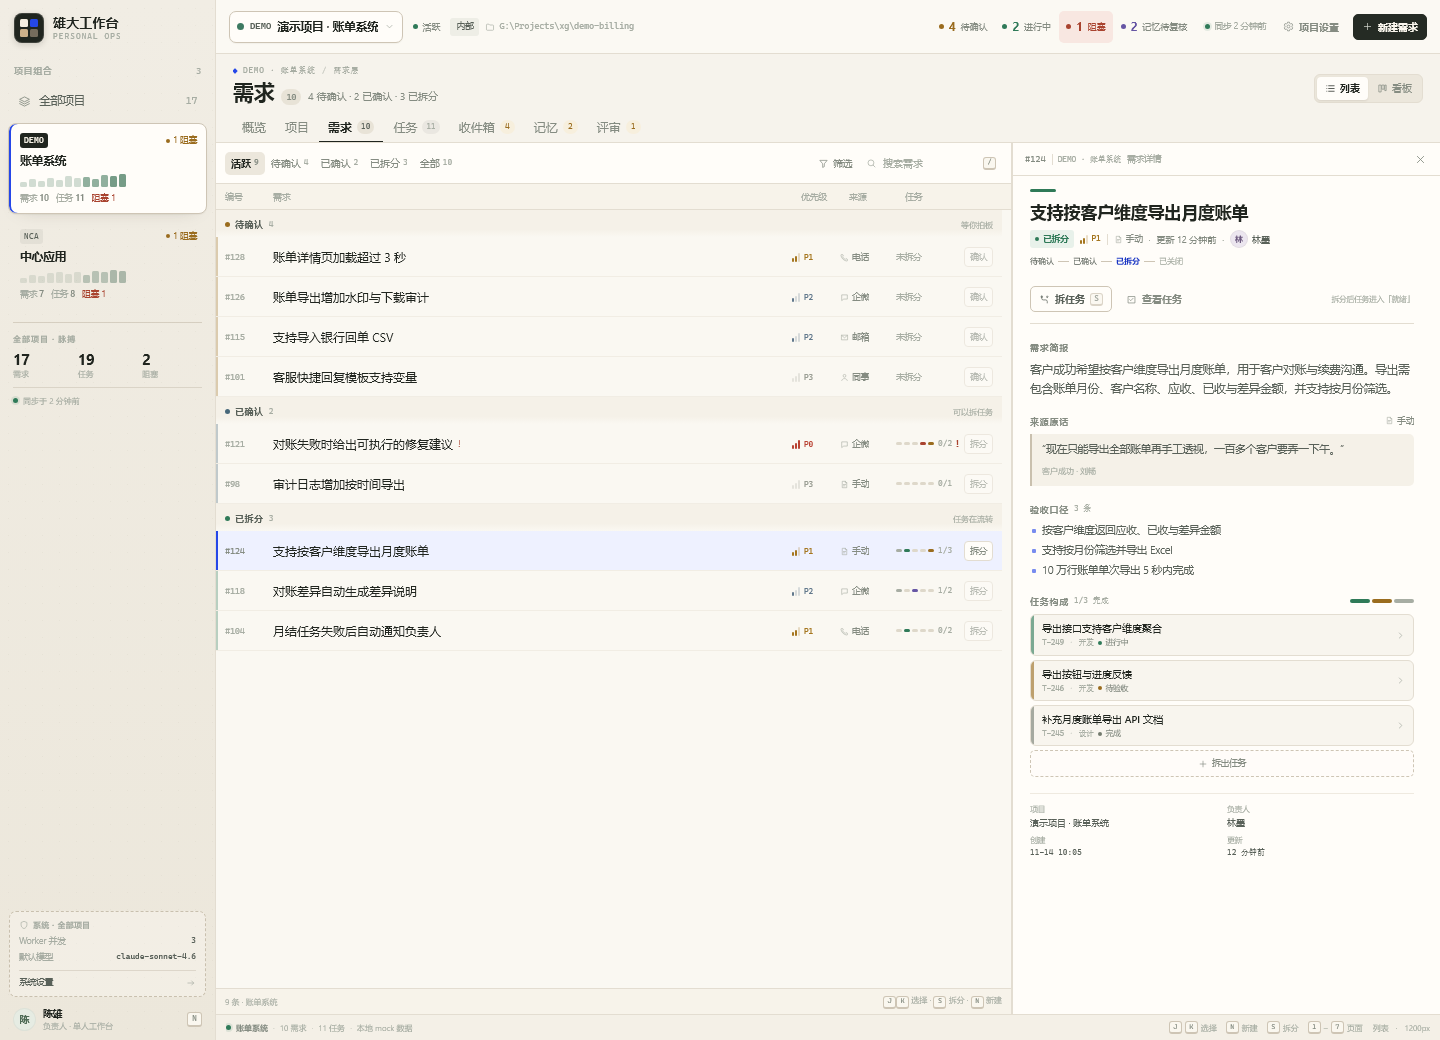 雄大工作台
PERSONAL OPS
项目组合 3
全部项目 17
DEMO 1 阻塞
账单系统
需求 10 任务 11 阻塞 1
NCA 1 阻塞
中心应用
需求 7 任务 8 阻塞 1
全部项目 · 脉搏
17 19 2
需求 任务 阻塞
同步于 2 分钟前
系统 · 全部项目
Worker 并发 3
默认模型 claude-sonnet-4.6
系统设置 →
陈 陈雄 N
负责人 · 单人工作台
DEMO 演示项目 · 账单系统 活跃 内部 G:\Projects\xg\demo-billing
4 待确认 2 进行中 1 阻塞 2 记忆待复核 同步 2 分钟前 项目设置 + 新建需求
DEMO · 账单系统 / 需求层
需求 10 4 待确认 · 2 已确认 · 3 已拆分
列表 看板
概览 项目 需求 10 任务 11 收件箱 4 记忆 2 评审 1
活跃 9 待确认 4 已确认 2 已拆分 3 全部 10 筛选 搜索需求 /
编号 需求 优先级 来源 任务
待确认 4 等你拍板
#128 账单详情页加载超过 3 秒 P1 电话 未拆分 确认
#126 账单导出增加水印与下载审计 P2 企微 未拆分 确认
#115 支持导入银行回单 CSV P2 邮箱 未拆分 确认
#101 客服快捷回复模板支持变量 P3 同事 未拆分 确认
已确认 2 可以拆任务
#121 对账失败时给出可执行的修复建议 ! P0 企微 0/2 ! 拆分
#98 审计日志增加按时间导出 P3 手动 0/1 拆分
已拆分 3 任务在流转
#124 支持按客户维度导出月度账单 P1 手动 1/3 拆分
#118 对账差异自动生成差异说明 P2 企微 1/2 拆分
#104 月结任务失败后自动通知负责人 P1 电话 0/2 拆分
9 条 · 账单系统 J K 选择 · S 拆分 · N 新建
#124 DEMO · 账单系统 需求详情
支持按客户维度导出月度账单
已拆分 P1 手动 · 更新 12 分钟前 · 林 林墨
待确认 — 已确认 — 已拆分 — 已关闭
拆任务 S 查看任务 拆分后任务进入「就绪」
需求简报
客户成功希望按客户维度导出月度账单，用于客户对账与续费沟通。导出需
包含账单月份、客户名称、应收、已收与差异金额，并支持按月份筛选。
来源原话 手动
“现在只能导出全部账单再手工透视，一百多个客户要弄一下午。”
客户成功 · 刘畅
验收口径 3 条
按客户维度返回应收、已收与差异金额
支持按月份筛选并导出 Excel
10 万行账单单次导出 5 秒内完成
任务构成 1/3 完成
导出接口支持客户维度聚合
T-249 · 开发 进行中
导出按钮与进度反馈
T-246 · 开发 待验收
补充月度账单导出 API 文档
T-245 · 设计 完成
+ 拆出任务
项目 负责人
演示项目 · 账单系统 林墨
创建 更新
11-14 10:05 12 分钟前
账单系统 · 10 需求 · 11 任务 · 本地 mock 数据
J K 选择 N 新建 S 拆分 1 – 7 页面 列表 · 1200px